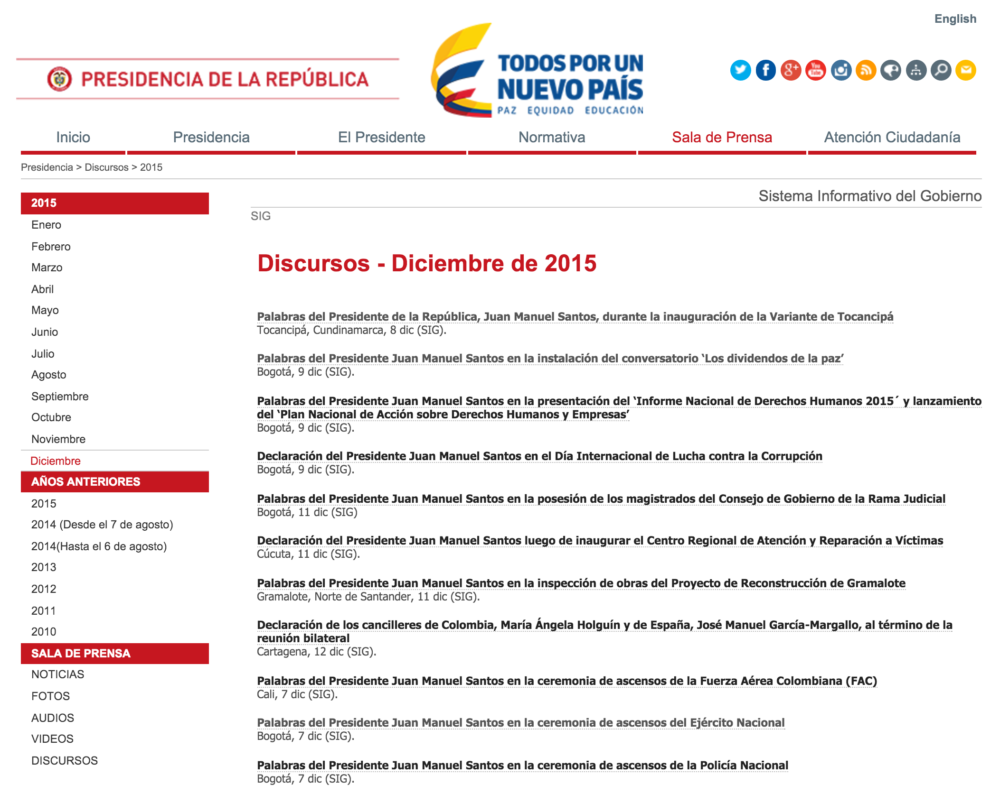 English
PRESIDENCIA DE LA REPÚBLICA
TODOS POR UN
NUEVO PAÍS
PAZ EQUIDAD EDUCACIÓN
You
Tube
Inicio
Presidencia
El Presidente
Normativa
Sala de Prensa
Atención Ciudadanía
Presidencia > Discursos > 2015
2015
Enero
Febrero
Marzo
Abril
Mayo
Junio
Julio
Agosto
Septiembre
Octubre
Noviembre
Diciembre
AÑOS ANTERIORES
2015
2014 (Desde el 7 de agosto)
2014(Hasta el 6 de agosto)
2013
2012
2011
2010
SALA DE PRENSA
NOTICIAS
FOTOS
AUDIOS
VIDEOS
DISCURSOS
Sistema Informativo del Gobierno
SIG
Discursos - Diciembre de 2015
Palabras del Presidente de la República, Juan Manuel Santos, durante la inauguración de la Variante de Tocancipá
Tocancipá, Cundinamarca, 8 dic (SIG).
Palabras del Presidente Juan Manuel Santos en la instalación del conversatorio ‘Los dividendos de la paz’
Bogotá, 9 dic (SIG).
Palabras del Presidente Juan Manuel Santos en la presentación del ‘Informe Nacional de Derechos Humanos 2015´ y lanzamiento
del ‘Plan Nacional de Acción sobre Derechos Humanos y Empresas’
Bogotá, 9 dic (SIG).
Declaración del Presidente Juan Manuel Santos en el Día Internacional de Lucha contra la Corrupción
Bogotá, 9 dic (SIG).
Palabras del Presidente Juan Manuel Santos en la posesión de los magistrados del Consejo de Gobierno de la Rama Judicial
Bogotá, 11 dic (SIG)
Declaración del Presidente Juan Manuel Santos luego de inaugurar el Centro Regional de Atención y Reparación a Víctimas
Cúcuta, 11 dic (SIG).
Palabras del Presidente Juan Manuel Santos en la inspección de obras del Proyecto de Reconstrucción de Gramalote
Gramalote, Norte de Santander, 11 dic (SIG).
Declaración de los cancilleres de Colombia, María Ángela Holguín y de España, José Manuel García-Margallo, al término de la
reunión bilateral
Cartagena, 12 dic (SIG).
Palabras del Presidente Juan Manuel Santos en la ceremonia de ascensos de la Fuerza Aérea Colombiana (FAC)
Cali, 7 dic (SIG).
Palabras del Presidente Juan Manuel Santos en la ceremonia de ascensos del Ejército Nacional
Bogotá, 7 dic (SIG).
Palabras del Presidente Juan Manuel Santos en la ceremonia de ascensos de la Policía Nacional
Bogotá, 7 dic (SIG).